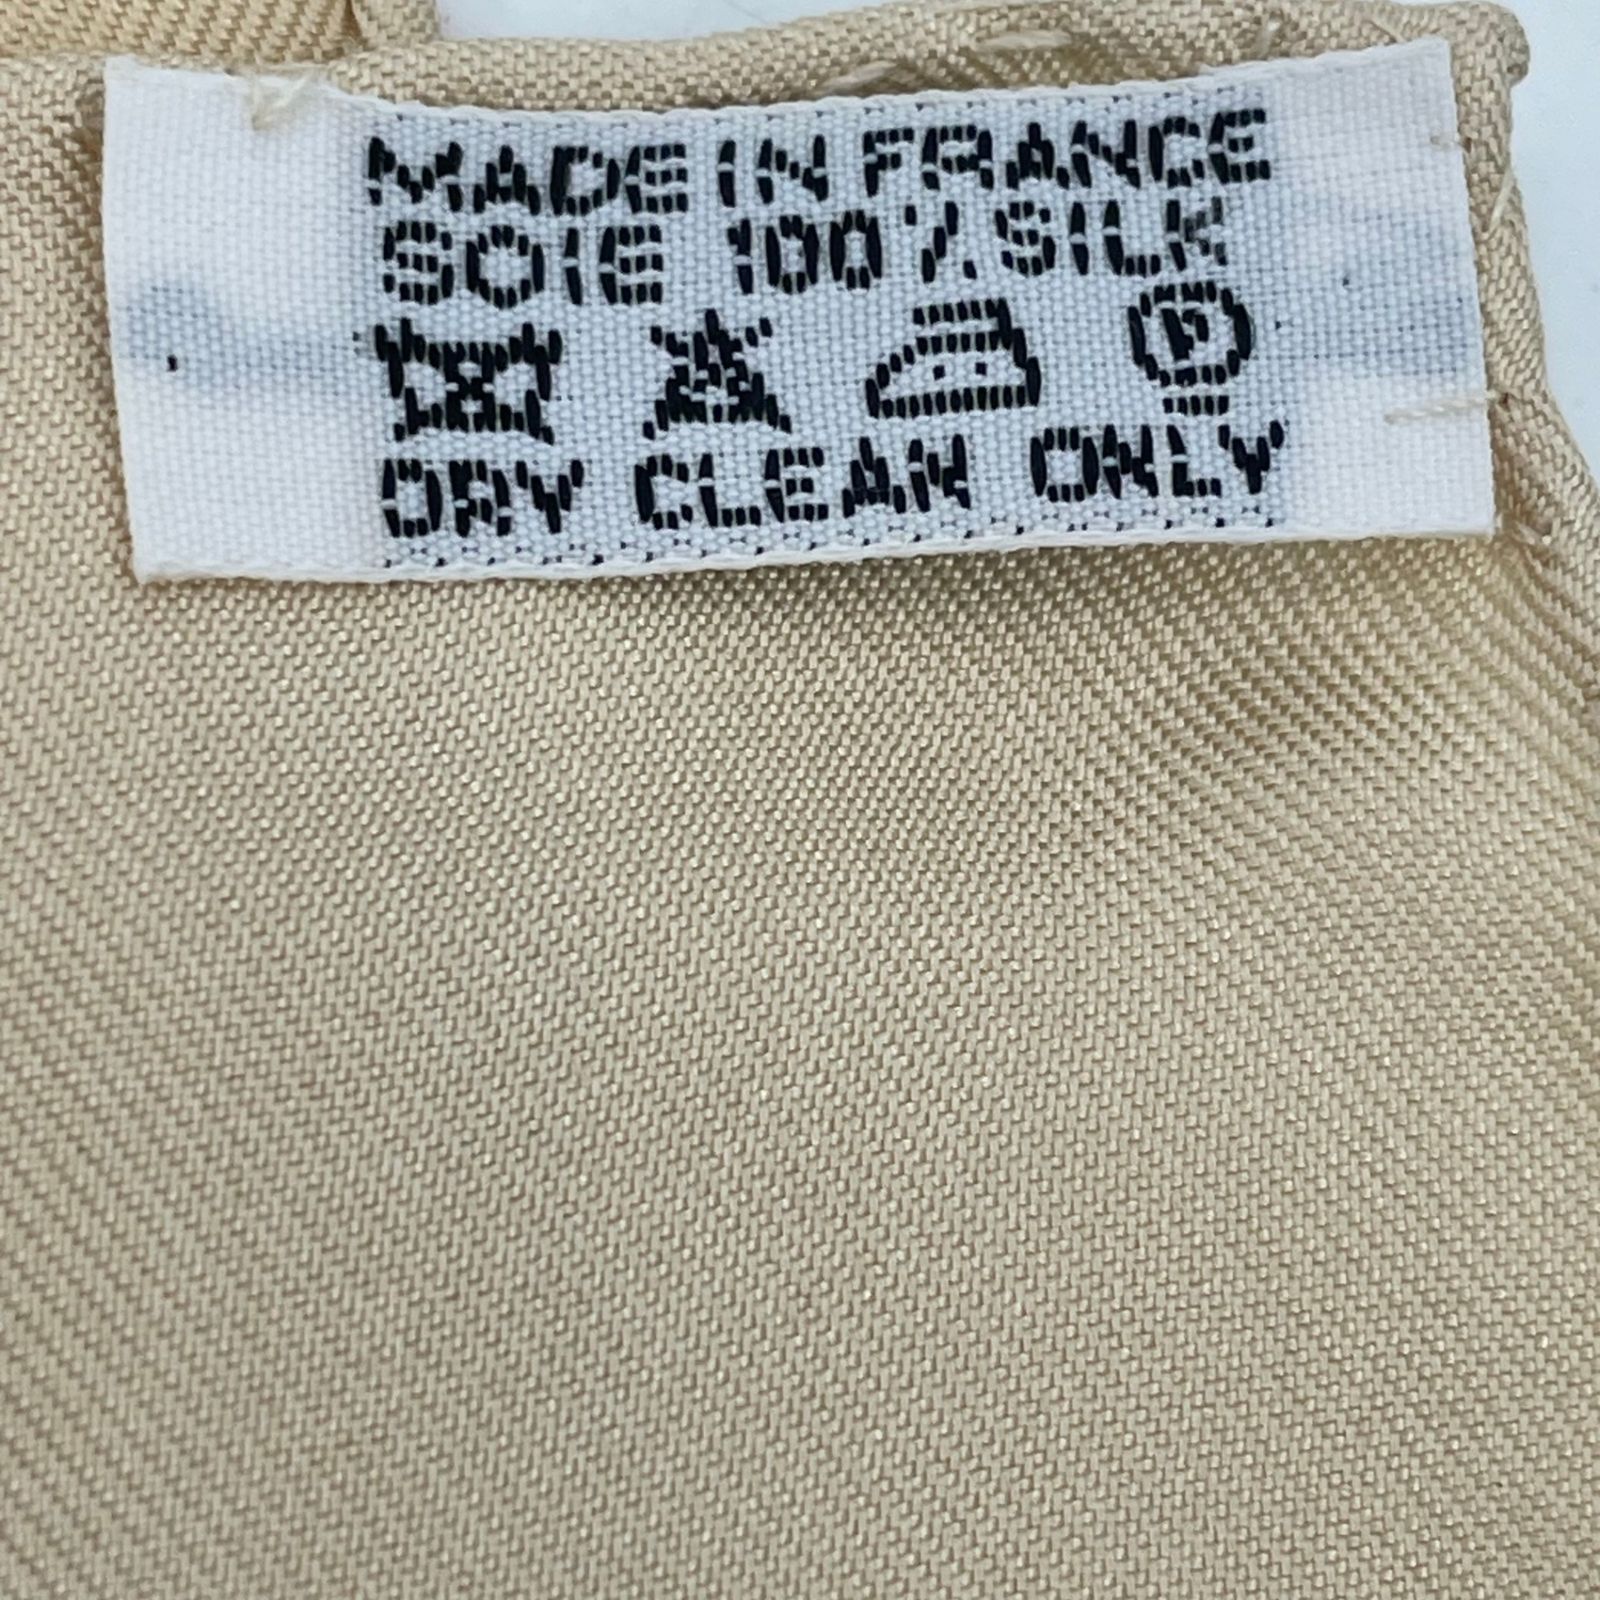 MADE IN FRANCE
SOIE 100% SILK
P
DRY CLEAN ONLY